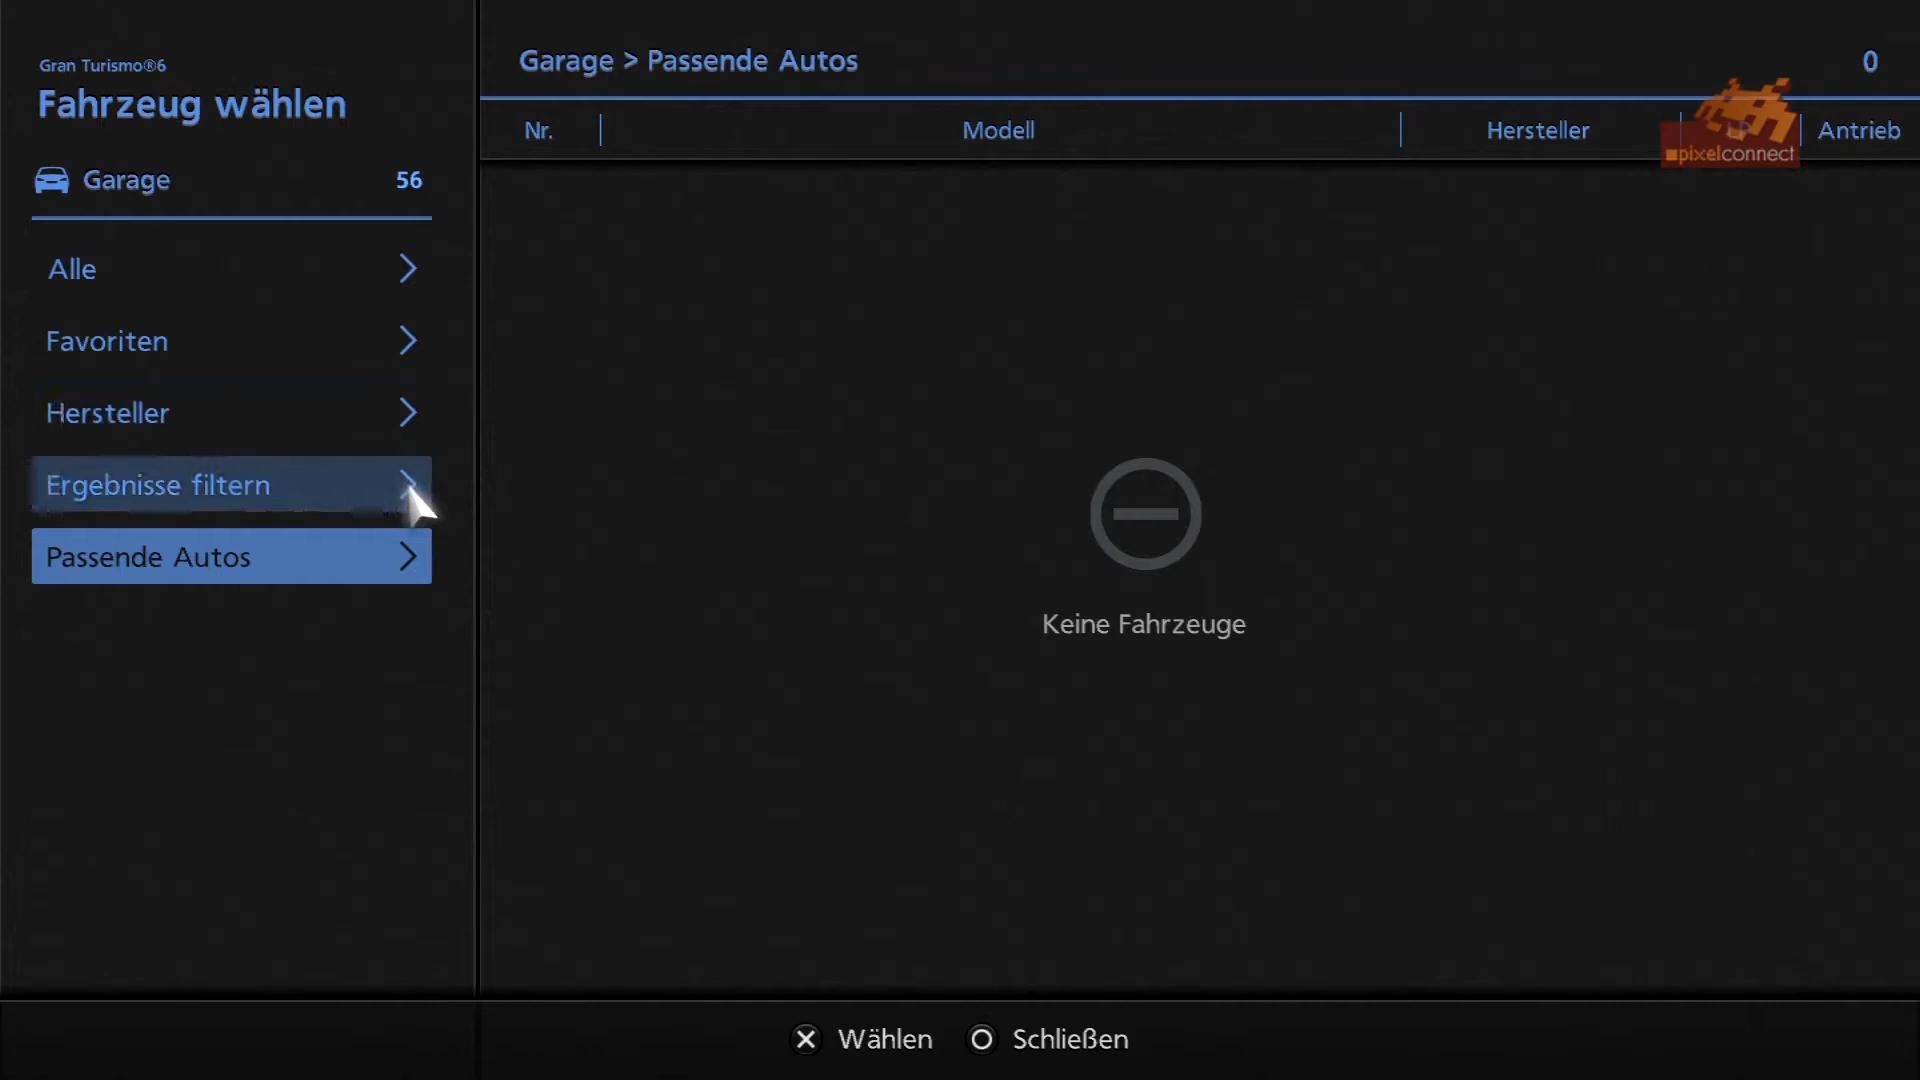 Gran Turismo®6
Fahrzeug wählen
Garage 56
Alle
Favoriten
Hersteller
Ergebnisse filtern
Passende Autos
Garage > Passende Autos 0
Nr. Modell Hersteller LP Antrieb
pixelconnect
Keine Fahrzeuge
Wählen Schließen